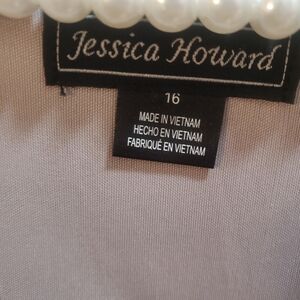 Jessica Howard
16
MADE IN VIETNAM
HECHO EN VIETNAM
FABRIQUÉ EN VIETNAM